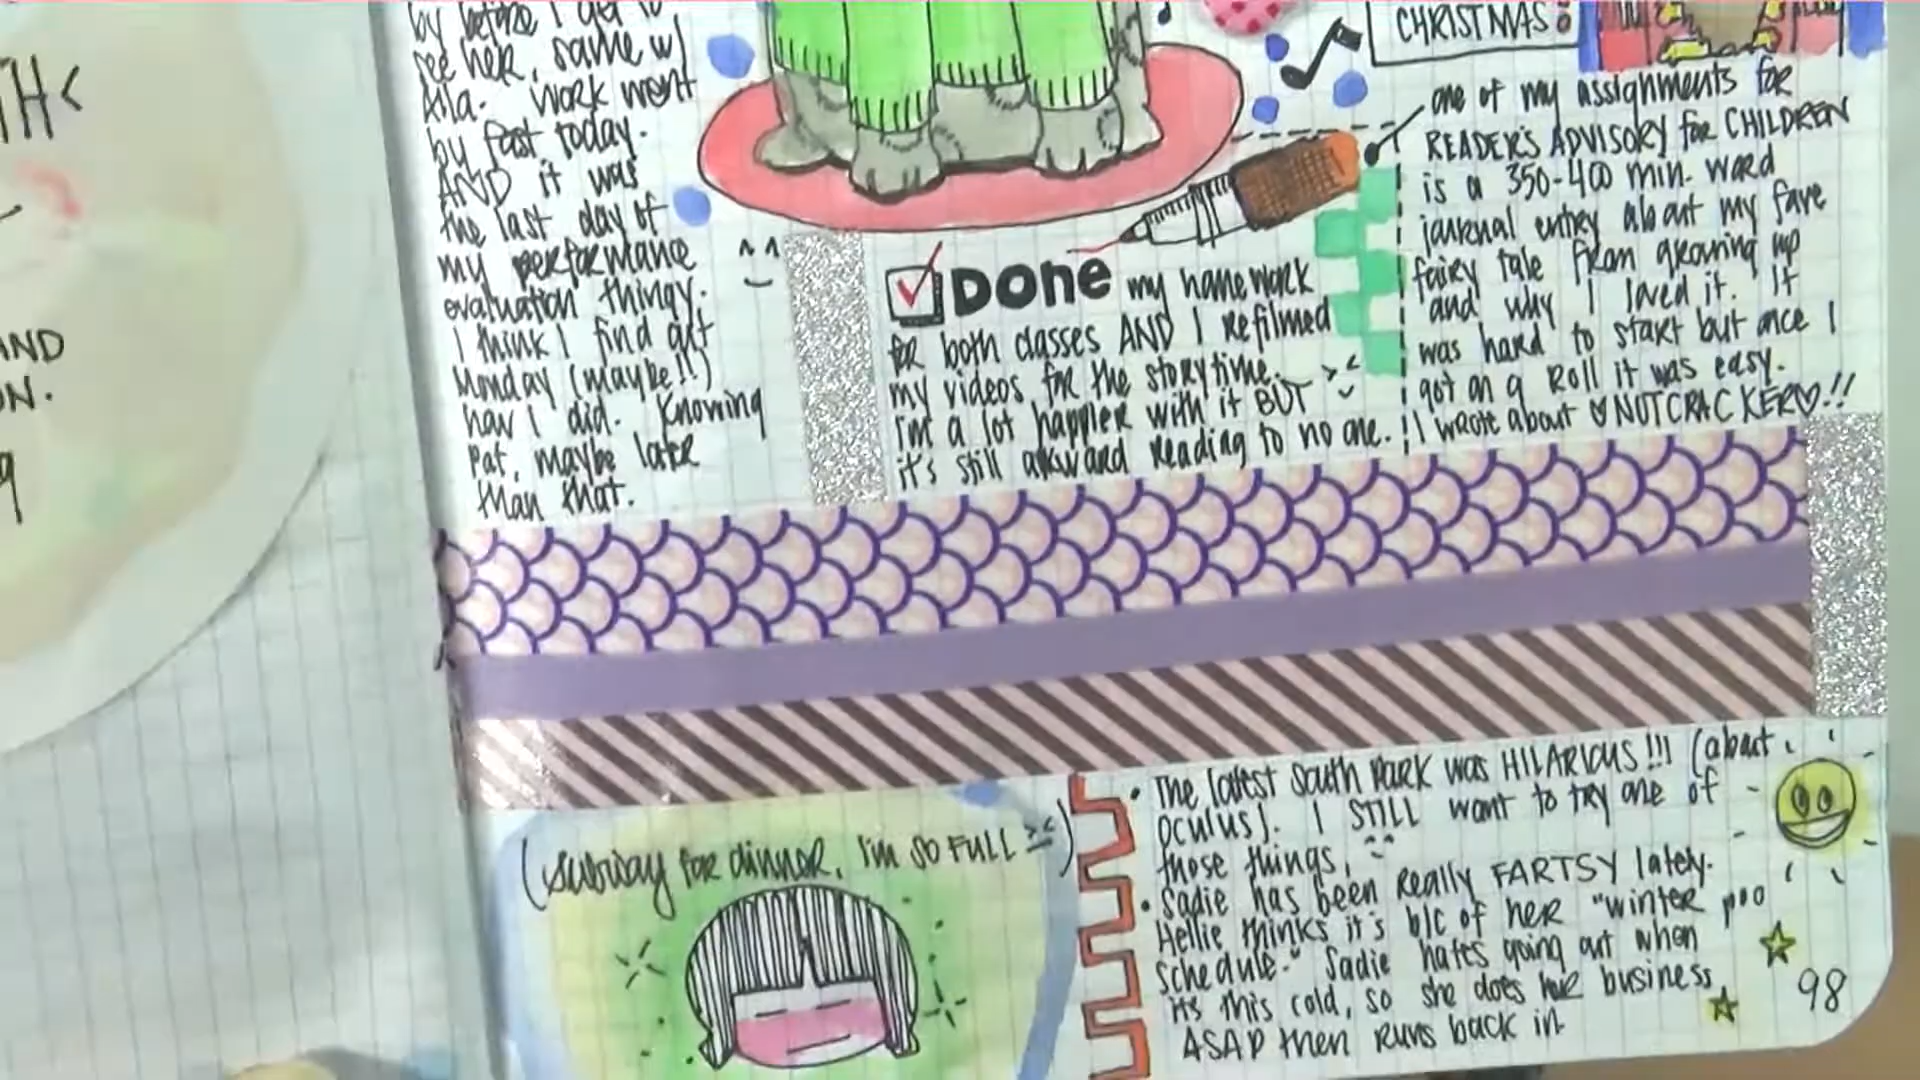 TH<
AND
ON.
by before I get to
see her, same w/
Aila. Work went
by fast today.
AND it was
the last day of
my performance
evaluation thingy.
I think I find out
Monday (maybe!!)
how I did. Knowing
Pat, maybe later
than that.
CHRISTMAS
DONE my homework
for both classes AND I refilmed
my videos for the storytime.
i'm a lot happier with it BUT
it's still akward reading to no one.
one of my assignments for
READER'S ADVISORY for CHILDREN
is a 350-400 min. word
journal entry about my fave
fairy tale from growing up
and why I loved it. It
was hard to start but once I
got on a roll it was easy.
I wrote about ♡NUTCRACKER♡!!
(subway for dinner, I'm SO FULL >.<)
• The latest South Park was HILARIOUS!!! (about
oculus). I STILL want to try one of
those things.
• Sadie has been really FARTSY lately.
Hellie thinks it's b/c of her "winter poo
schedule." Sadie hates going out when
its this cold, so she does her business
ASAP then runs back in.
98